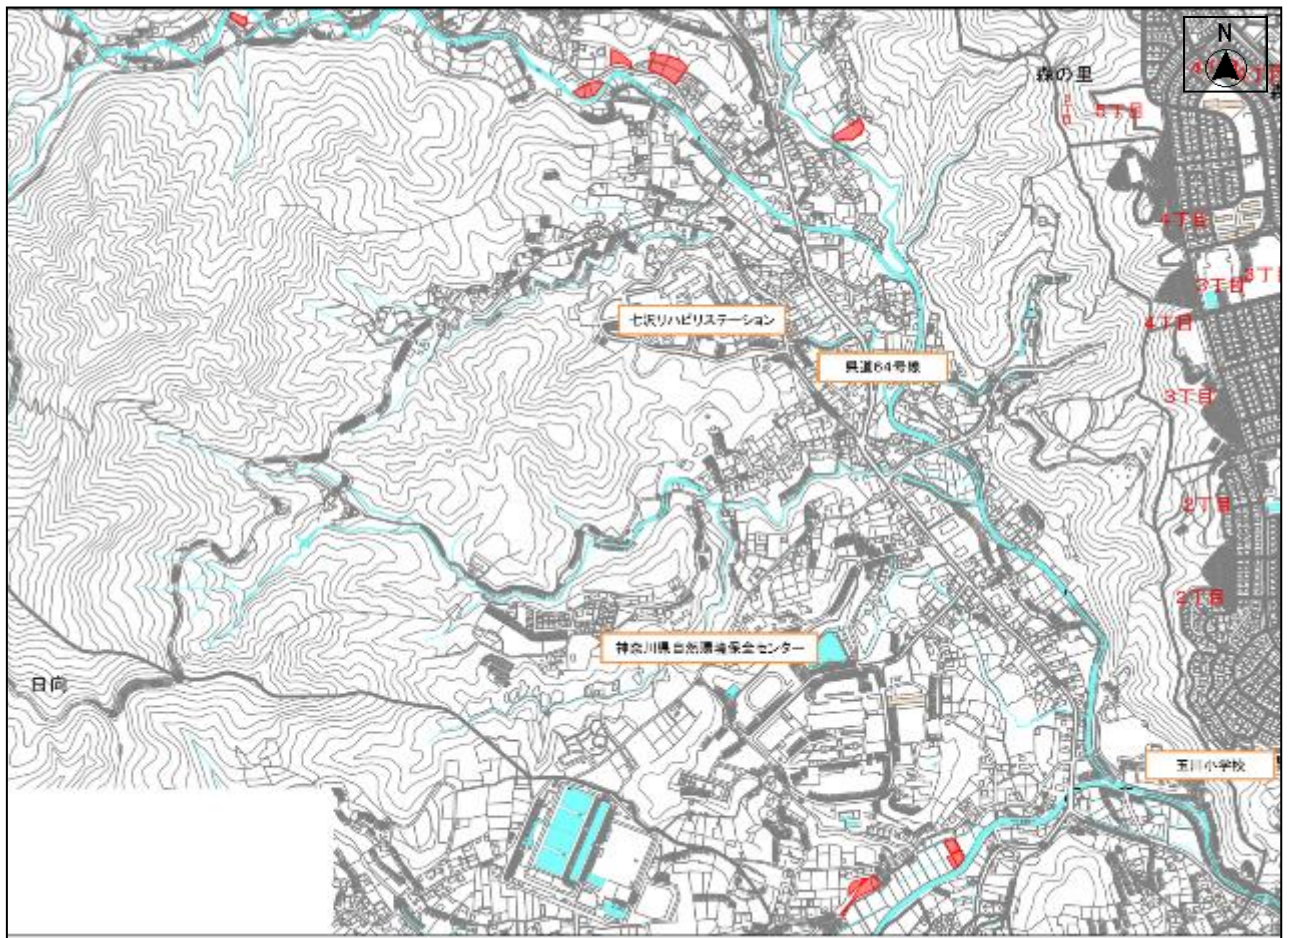 N
森の里
5丁目
4丁目
3丁目
3丁目
4丁目
七沢リハビリステーション
県道64号線
3丁目
2丁目
2丁目
神奈川県自然環境保全センター
日向
玉川小学校